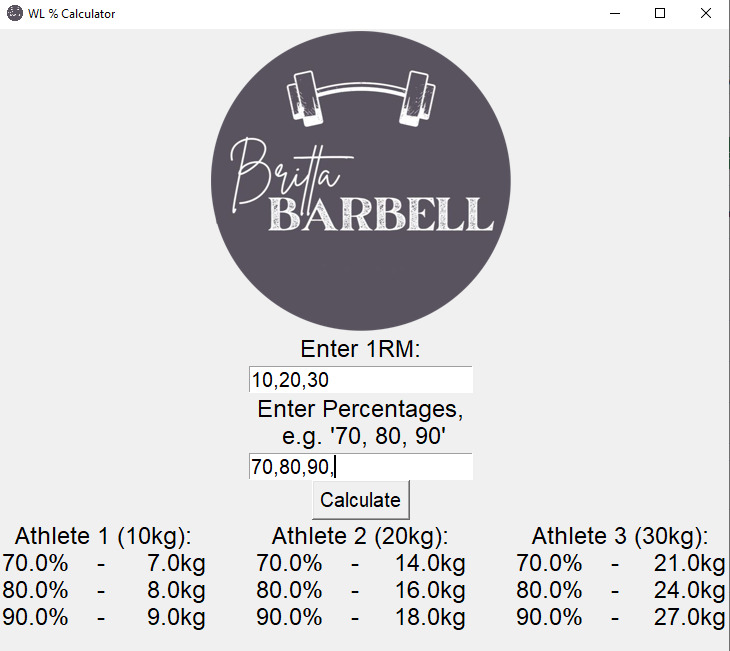 WL % Calculator
Britta
BARBELL
Enter 1RM:
10,20,30
Enter Percentages,
e.g. '70, 80, 90'
70,80,90,
Calculate
Athlete 1 (10kg): Athlete 2 (20kg): Athlete 3 (30kg):
70.0% - 7.0kg 70.0% - 14.0kg 70.0% - 21.0kg
80.0% - 8.0kg 80.0% - 16.0kg 80.0% - 24.0kg
90.0% - 9.0kg 90.0% - 18.0kg 90.0% - 27.0kg